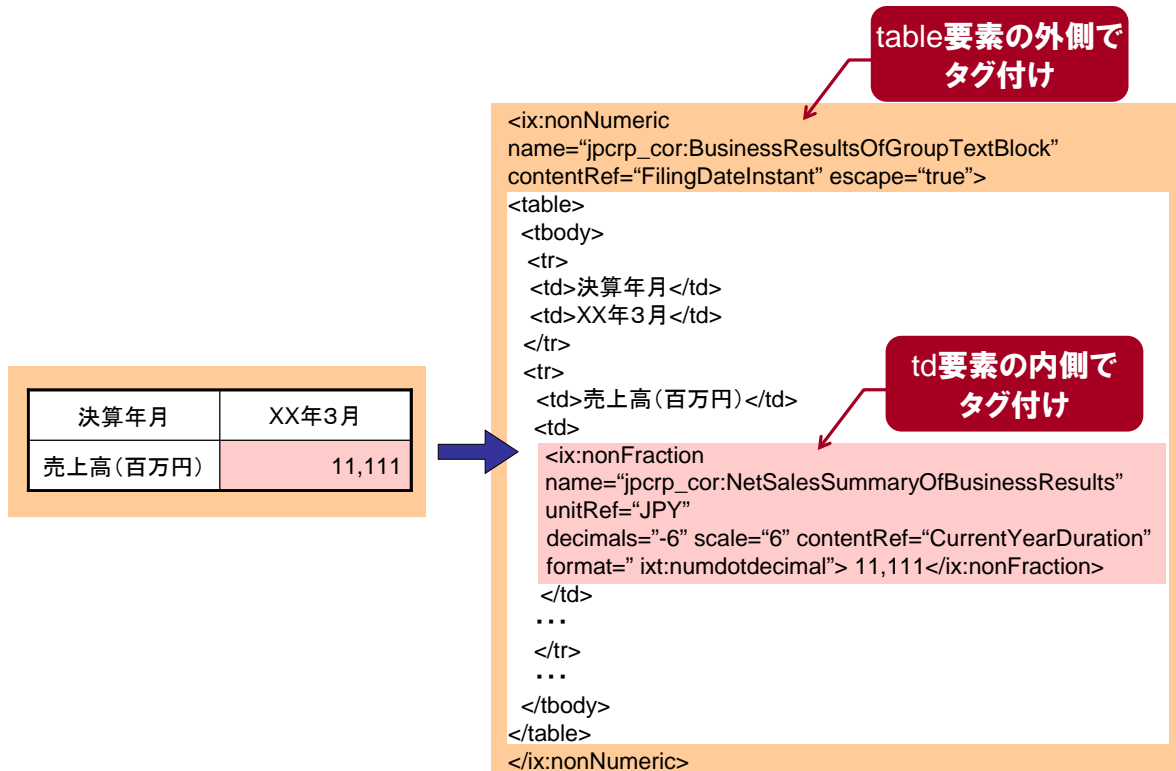 table要素の外側で
タグ付け
<ix:nonNumeric
name=“jpcrp_cor:BusinessResultsOfGroupTextBlock”
contentRef=“FilingDateInstant” escape=“true”>
<table>
<tbody>
<tr>
<td>決算年月</td>
<td>XX年3月</td>
</tr>
<tr>
<td>売上高(百万円)</td>
<td>
td要素の内側で
タグ付け
<ix:nonFraction
name=“jpcrp_cor:NetSalesSummaryOfBusinessResults”
unitRef=“JPY”
decimals="-6" scale=“6” contentRef=“CurrentYearDuration”
format=” ixt:numdotdecimal”> 11,111</ix:nonFraction>
</td>
・・・
</tr>
・・・
</tbody>
</table>
</ix:nonNumeric>
決算年月 XX年3月
売上高(百万円) 11,111